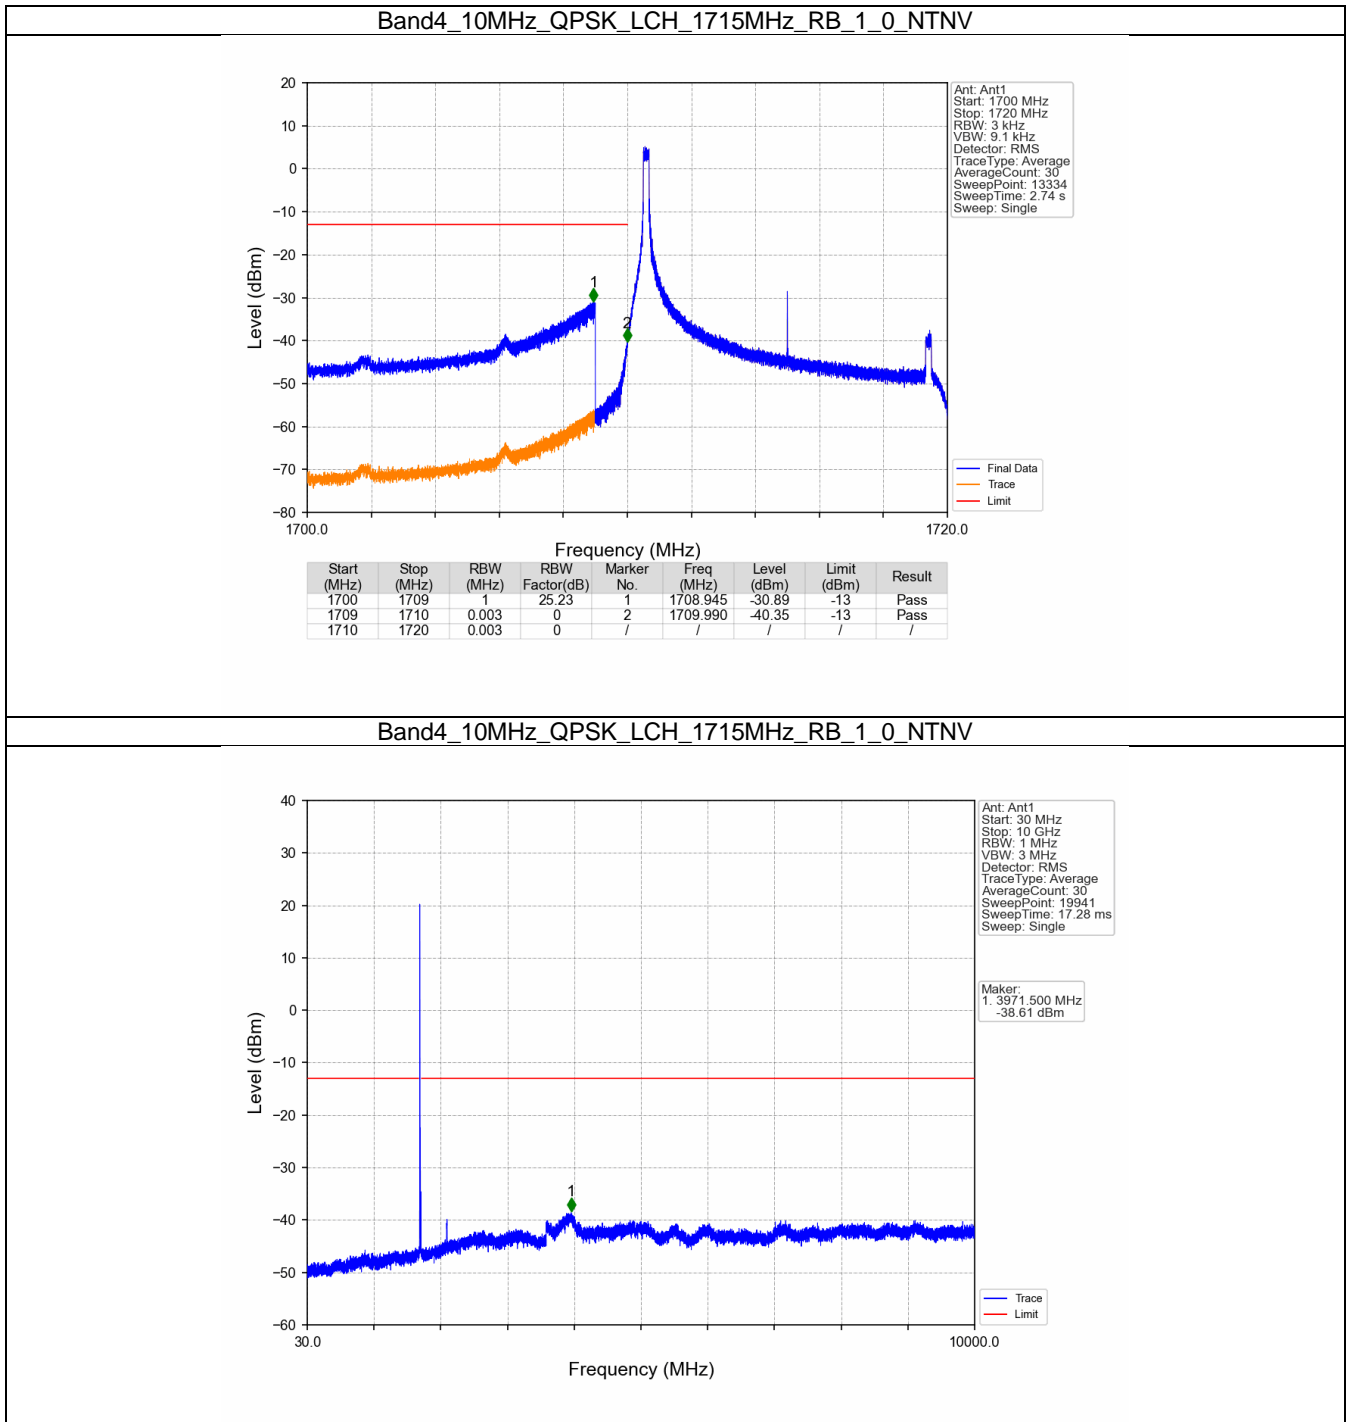 Band4_10MHz_QPSK_LCH_1715MHz_RB_1_0_NTNV
20
10
0
−10
−20
−30
−40
−50
−60
−70
−80
Level (dBm)
1
2
1700.0
1720.0
Frequency (MHz)
Ant: Ant1
Start: 1700 MHz
Stop: 1720 MHz
RBW: 3 kHz
VBW: 9.1 kHz
Detector: RMS
TraceType: Average
AverageCount: 30
SweepPoint: 13334
SweepTime: 2.74 s
Sweep: Single
Final Data
Trace
Limit
Start (MHz) Stop (MHz) RBW (MHz) RBW Factor(dB) Marker No. Freq (MHz) Level (dBm) Limit (dBm) Result
1700 1709 1 25.23 1 1708.945 -30.89 -13 Pass
1709 1710 0.003 0 2 1709.990 -40.35 -13 Pass
1710 1720 0.003 0 / / / / /
Band4_10MHz_QPSK_LCH_1715MHz_RB_1_0_NTNV
40
30
20
10
0
−10
−20
−30
−40
−50
−60
Level (dBm)
1
30.0
10000.0
Frequency (MHz)
Ant: Ant1
Start: 30 MHz
Stop: 10 GHz
RBW: 1 MHz
VBW: 3 MHz
Detector: RMS
TraceType: Average
AverageCount: 30
SweepPoint: 19941
SweepTime: 17.28 ms
Sweep: Single
Maker:
1. 3971.500 MHz
-38.61 dBm
Trace
Limit